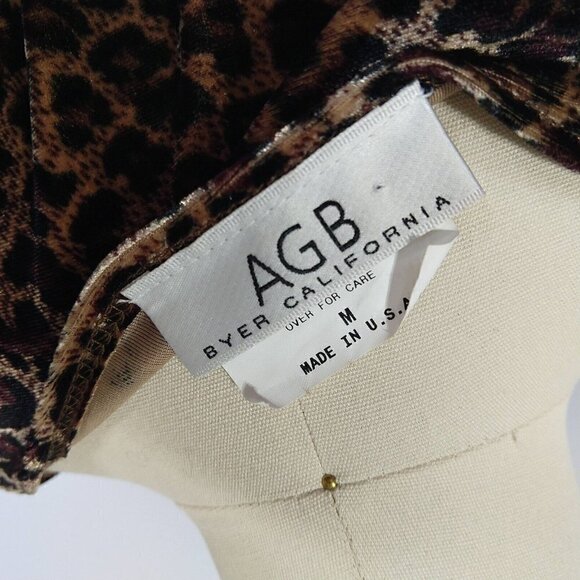 AGB
BYER CALIFORNIA
OVER FOR CARE
M
MADE IN U.S.A.